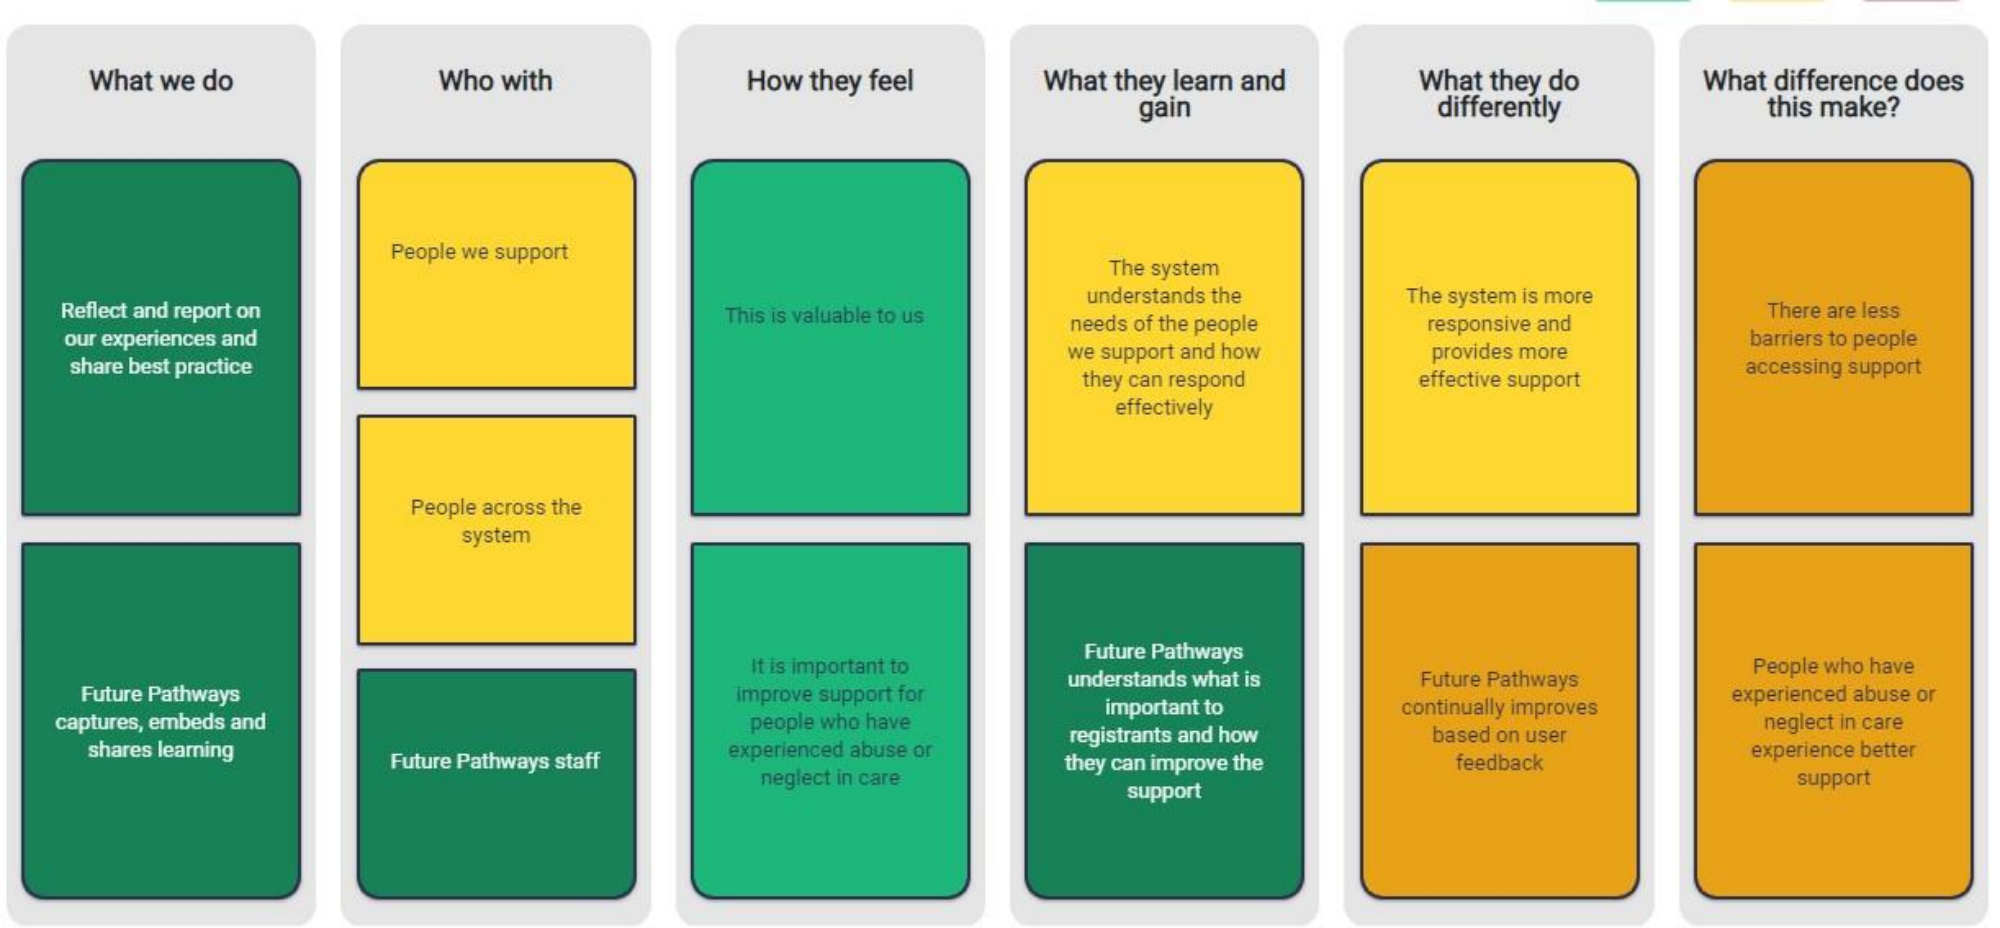 What we do
Reflect and report on
our experiences and
share best practice
Future Pathways
captures, embeds and
shares learning
Who with
People we support
People across the
system
Future Pathways staff
How they feel
This is valuable to us
It is important to
improve support for
people who have
experienced abuse or
neglect in care
What they learn and
gain
The system
understands the
needs of the people
we support and how
they can respond
effectively
Future Pathways
understands what is
important to
registrants and how
they can improve the
support
What they do
differently
The system is more
responsive and
provides more
effective support
Future Pathways
continually improves
based on user
feedback
What difference does
this make?
There are less
barriers to people
accessing support
People who have
experienced abuse or
neglect in care
experience better
support